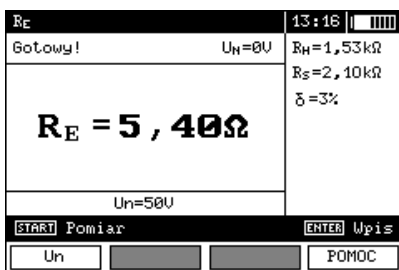 RE 13:16
Gotowy! UN=0V
RH=1,53kΩ
RS=2,10kΩ
δ=3%
RE=5,40Ω
Un=50V
START Pomiar ENTER Wpis
Un POMOC